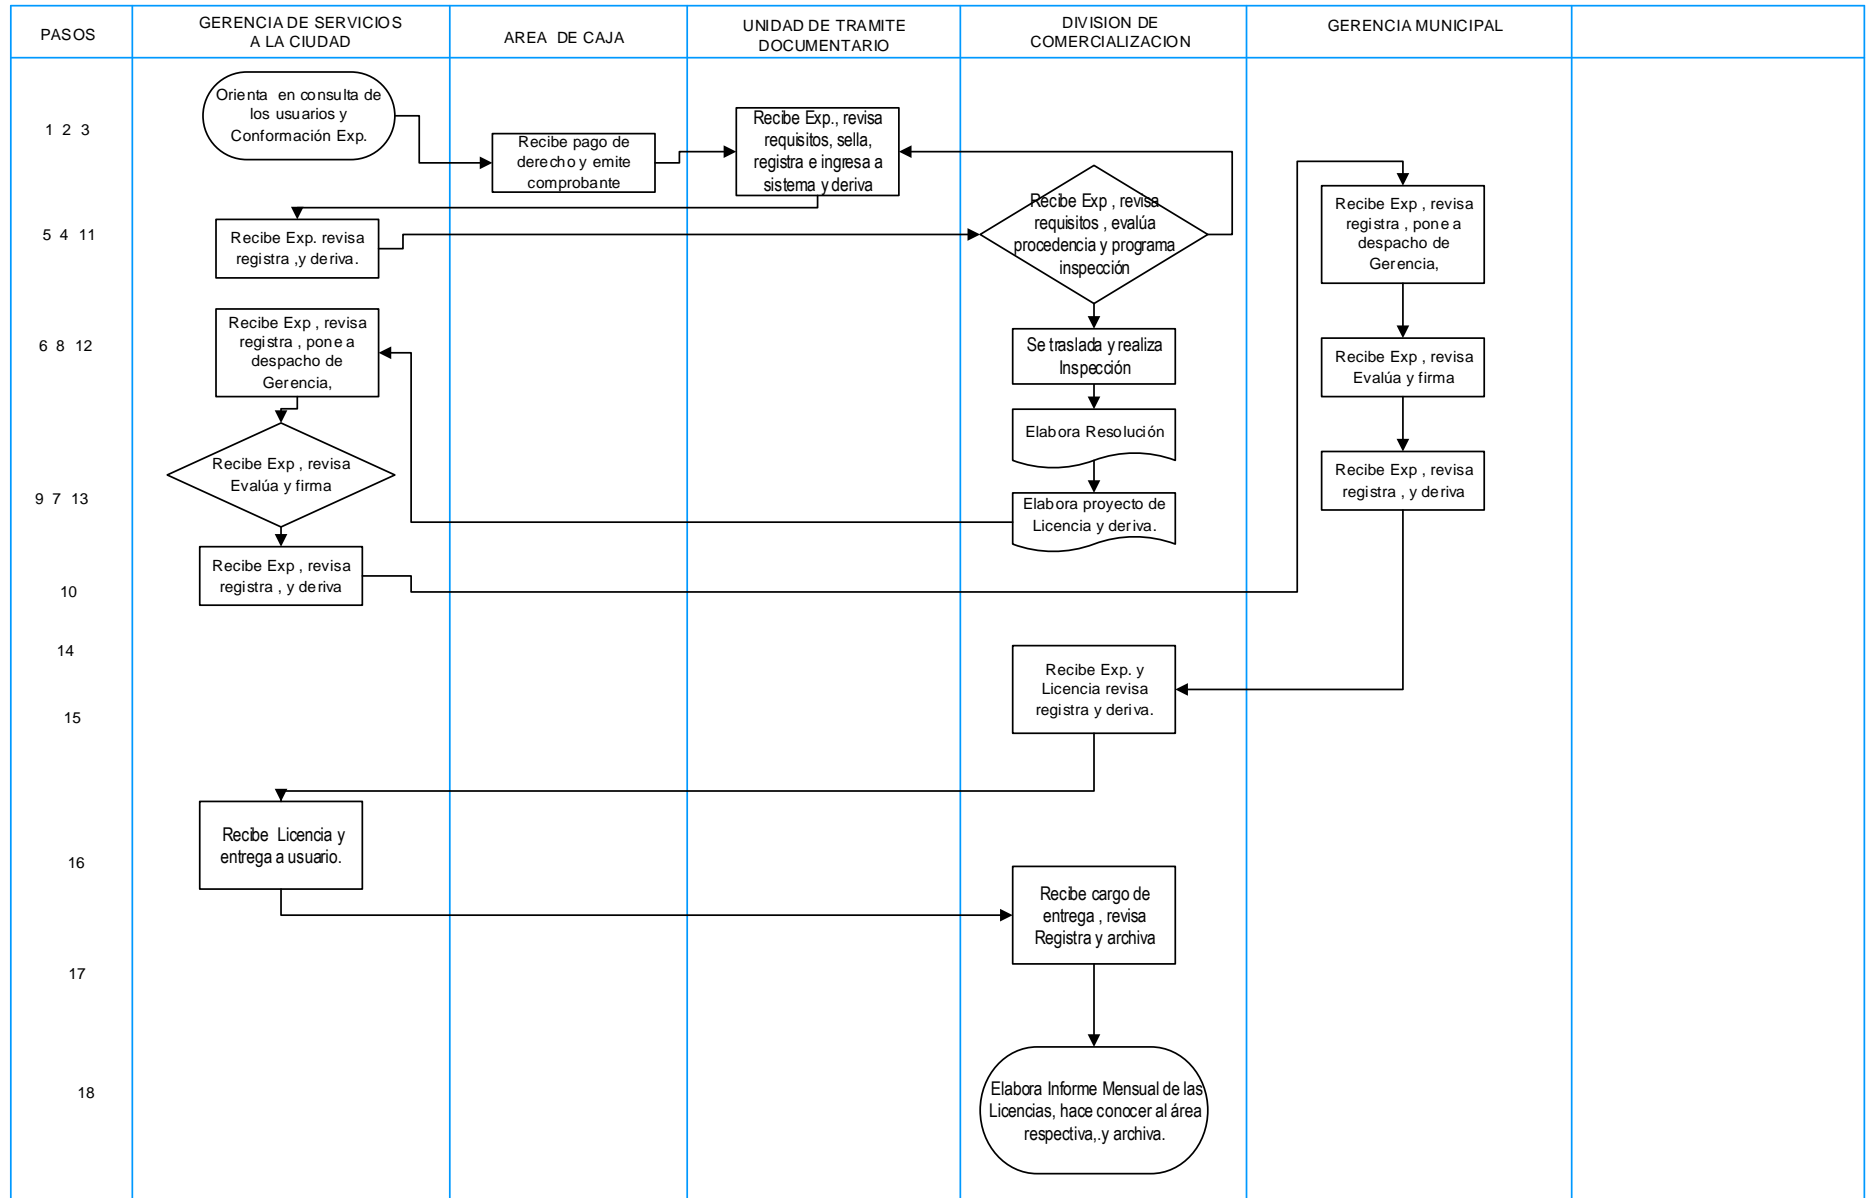 PASOS
GERENCIA DE SERVICIOS
A LA CIUDAD
AREA DE CAJA
UNIDAD DE TRAMITE
DOCUMENTARIO
DIVISION DE
COMERCIALIZACION
GERENCIA MUNICIPAL
1 2 3
Orienta en consulta de
los usuarios y
Conformación Exp.
Recibe pago de
derecho y emite
comprobante
Recibe Exp., revisa
requisitos, sella,
registra e ingresa a
sistema y deriva
5 4 11
Recibe Exp. revisa
registra ,y deriva.
Recibe Exp , revisa
requisitos , evalúa
procedencia y programa
inspección
Recibe Exp , revisa
registra , pone a
despacho de
Gerencia,
6 8 12
Recibe Exp , revisa
registra , pone a
despacho de
Gerencia,
Se traslada y realiza
Inspección
Recibe Exp , revisa
Evalúa y firma
Elabora Resolución
9 7 13
Recibe Exp , revisa
Evalúa y firma
Elabora proyecto de
Licencia y deriva.
Recibe Exp , revisa
registra , y deriva
10
Recibe Exp , revisa
registra , y deriva
14
Recibe Exp. y
Licencia revisa
registra y deriva.
15
16
Recibe Licencia y
entrega a usuario.
Recibe cargo de
entrega , revisa
Registra y archiva
17
18
Elabora Informe Mensual de las
Licencias, hace conocer al área
respectiva,.y archiva.